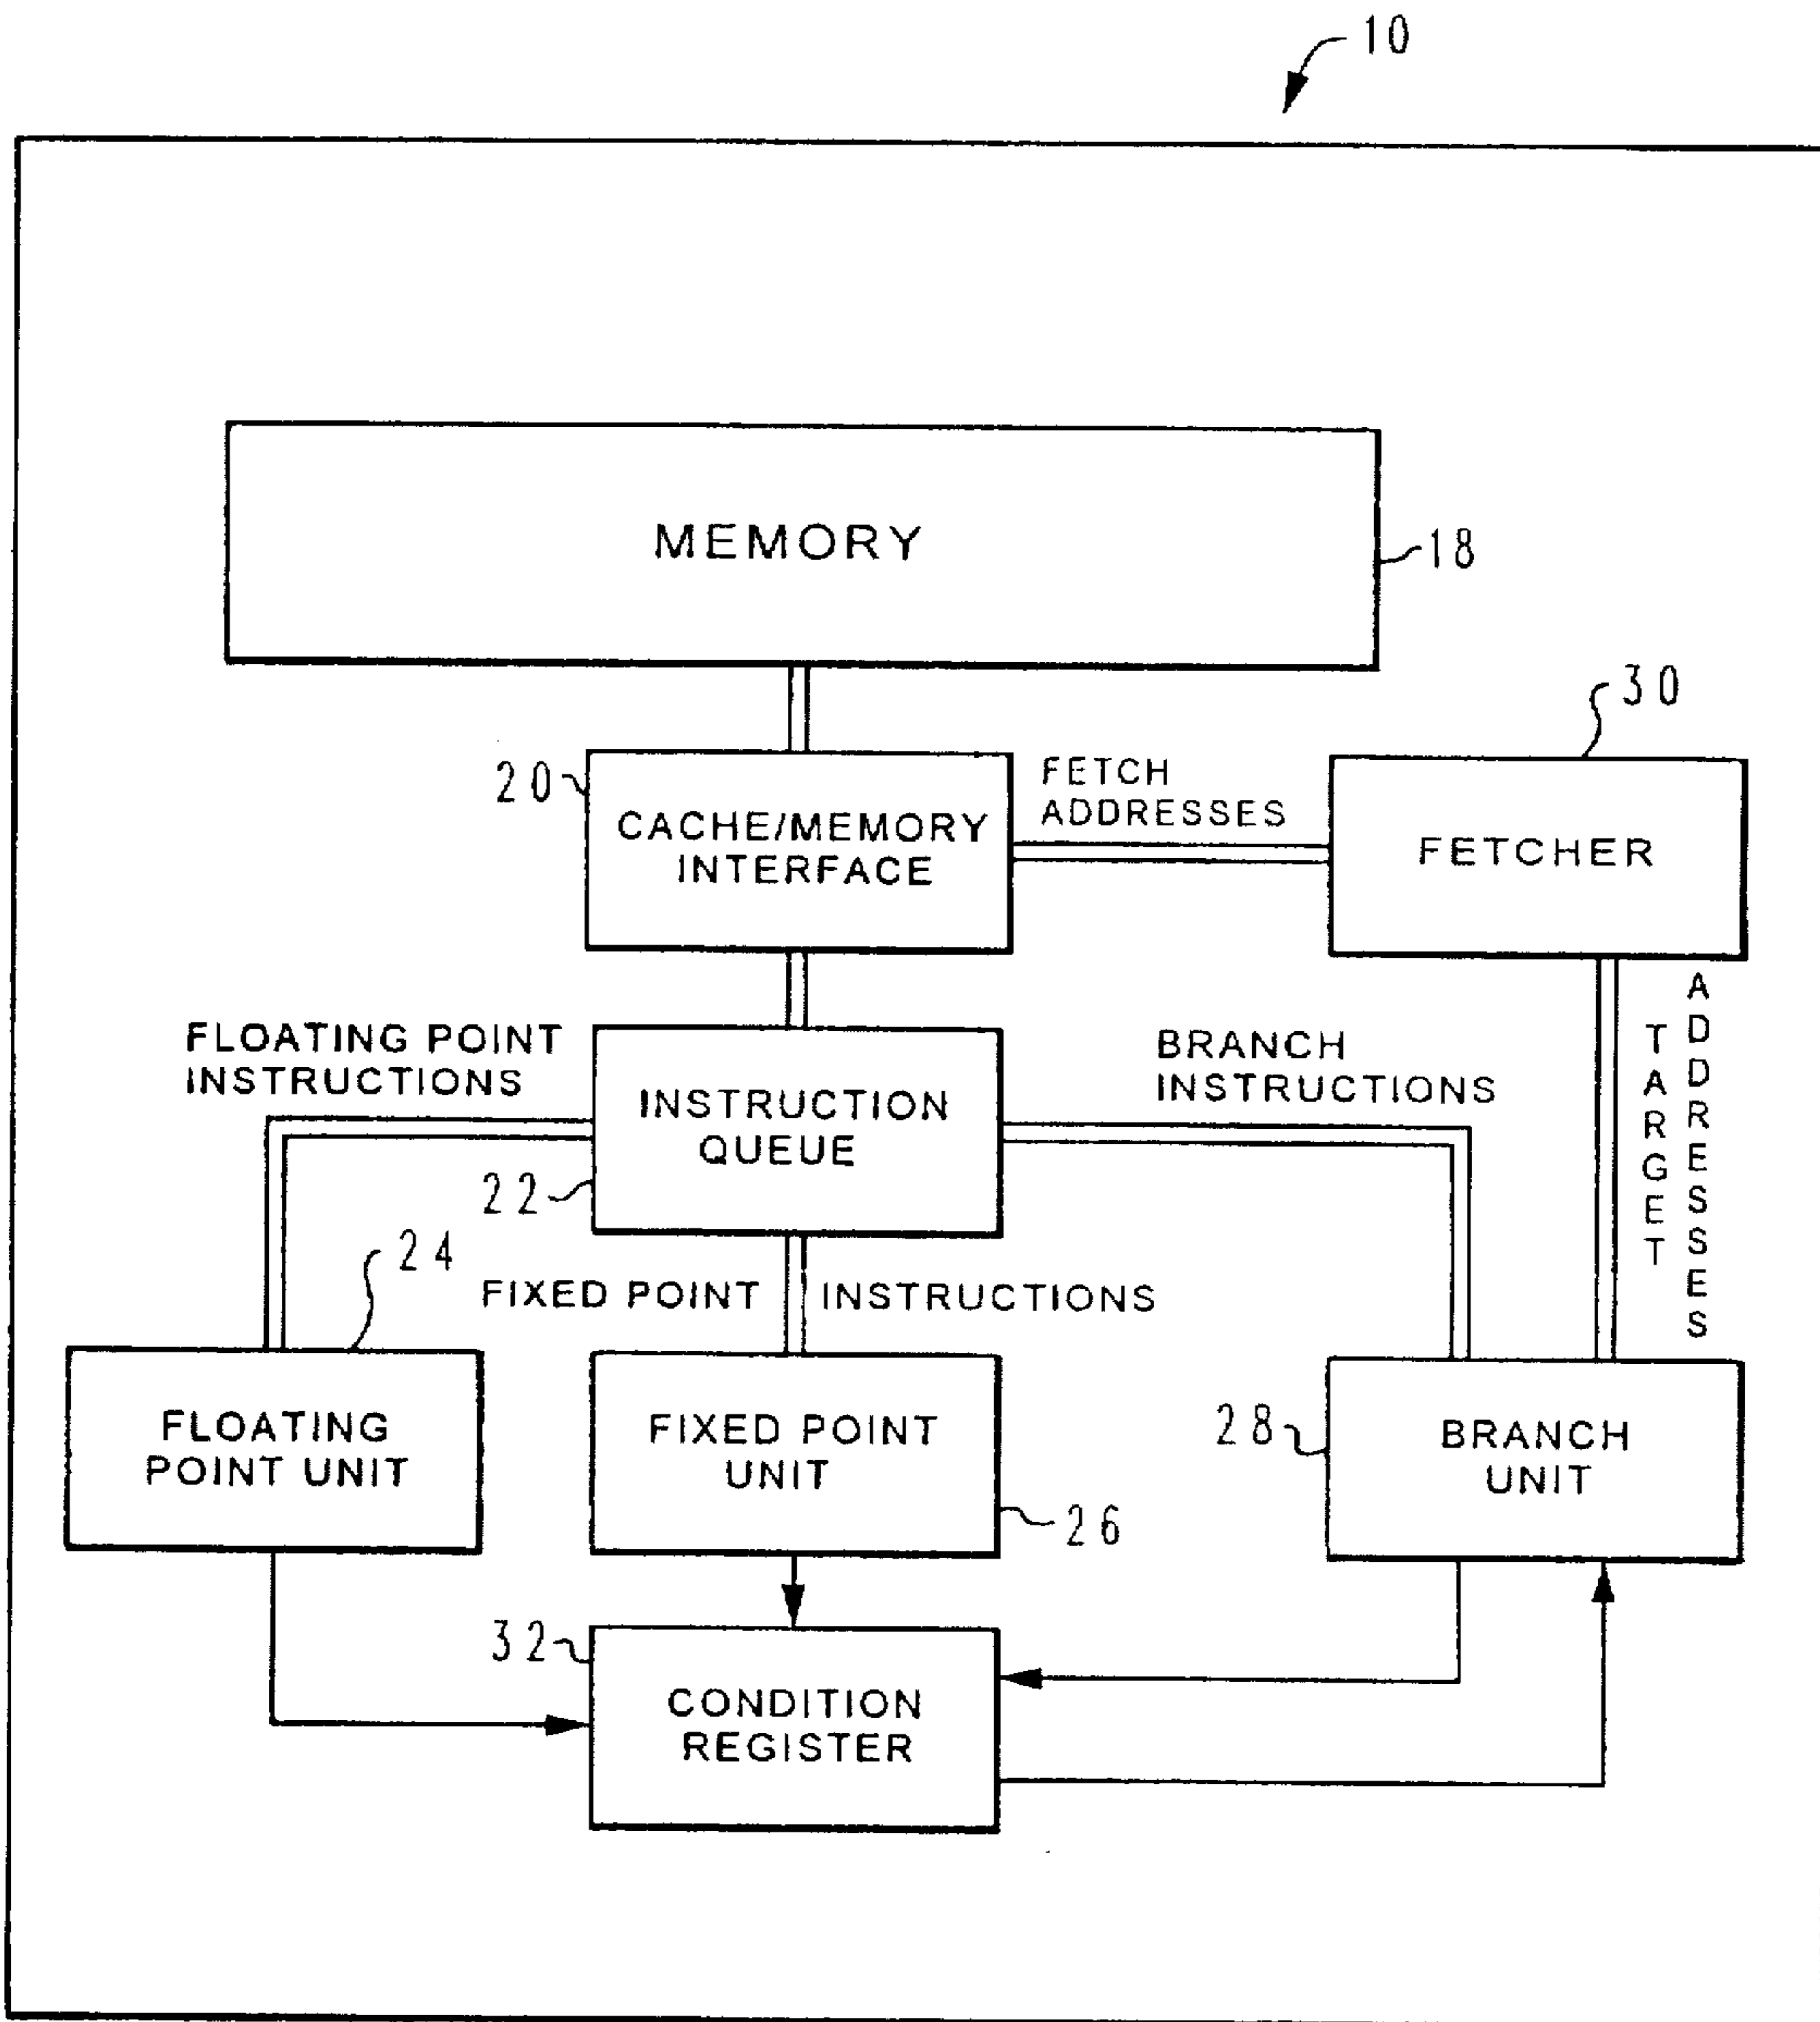 10
MEMORY
18
30
20
CACHE/MEMORY
INTERFACE
FETCH
ADDRESSES
FETCHER
FLOATING POINT
INSTRUCTIONS
INSTRUCTION
QUEUE
22
BRANCH
INSTRUCTIONS
TARGET
ADDRESSES
24
FIXED POINT INSTRUCTIONS
FLOATING
POINT UNIT
FIXED POINT
UNIT
26
28
BRANCH
UNIT
32
CONDITION
REGISTER